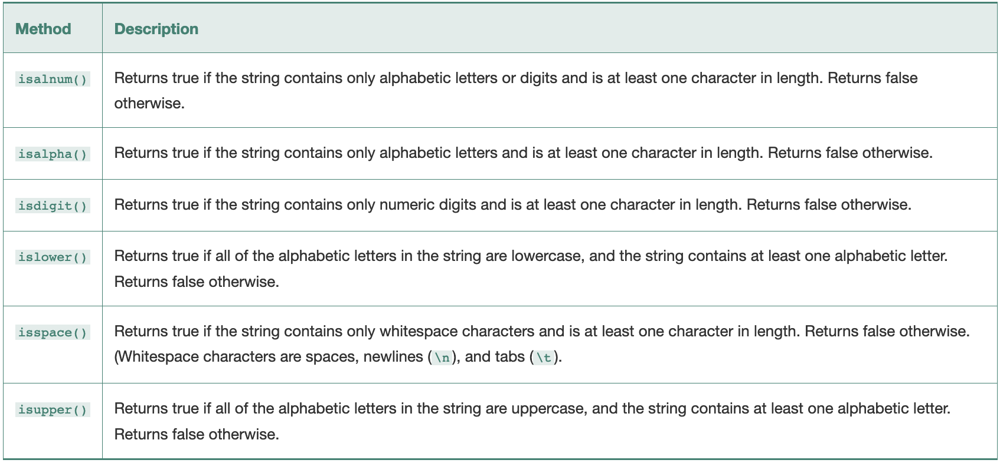 Method Description
isalnum() Returns true if the string contains only alphabetic letters or digits and is at least one character in length. Returns false
otherwise.
isalpha() Returns true if the string contains only alphabetic letters and is at least one character in length. Returns false otherwise.
isdigit() Returns true if the string contains only numeric digits and is at least one character in length. Returns false otherwise.
islower() Returns true if all of the alphabetic letters in the string are lowercase, and the string contains at least one alphabetic letter.
Returns false otherwise.
isspace() Returns true if the string contains only whitespace characters and is at least one character in length. Returns false otherwise.
(Whitespace characters are spaces, newlines (\n), and tabs (\t).
isupper() Returns true if all of the alphabetic letters in the string are uppercase, and the string contains at least one alphabetic letter.
Returns false otherwise.